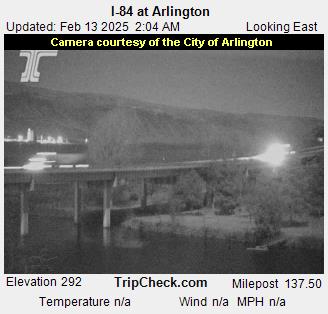 I-84 at Arlington
Updated: Feb 13 2025 2:04 AM Looking East
Camera courtesy of the City of Arlington
Elevation 292 TripCheck.com Milepost 137.50
Temperature n/a Wind n/a MPH n/a